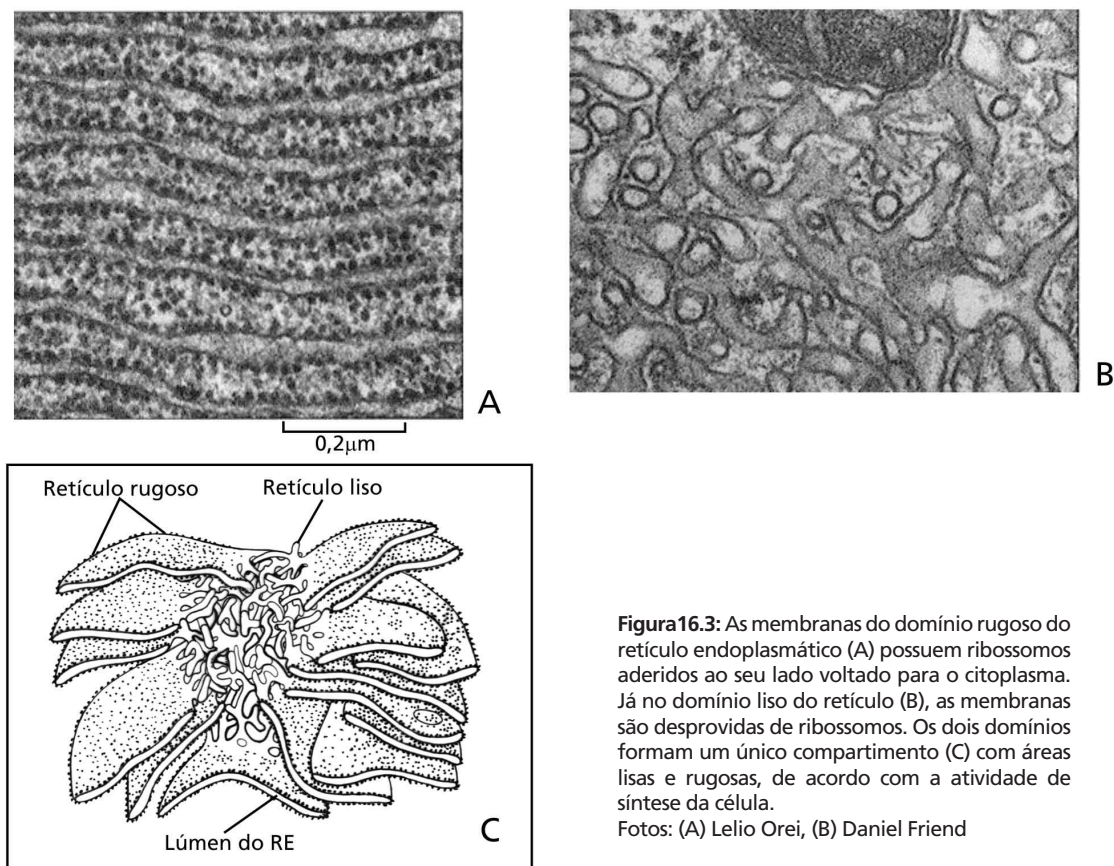 A
B
0,2µm
Retículo rugoso
Retículo liso
Lúmen do RE
C
Figura16.3: As membranas do domínio rugoso do
retículo endoplasmático (A) possuem ribossomos
aderidos ao seu lado voltado para o citoplasma.
Já no domínio liso do retículo (B), as membranas
são desprovidas de ribossomos. Os dois domínios
formam um único compartimento (C) com áreas
lisas e rugosas, de acordo com a atividade de
síntese da célula.
Fotos: (A) Lelio Orei, (B) Daniel Friend